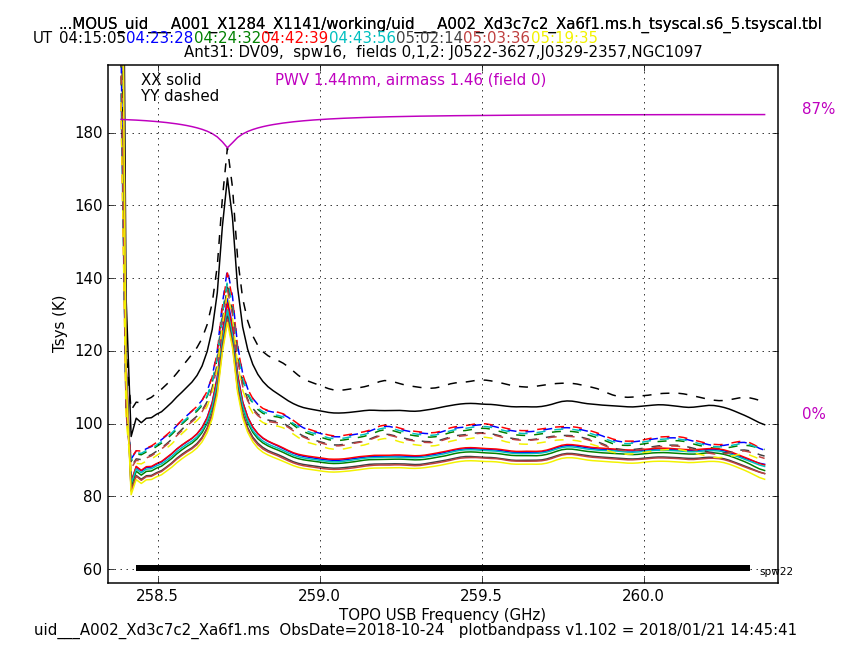 ...MOUS_uid___A001_X1284_X1141/working/uid___A002_Xd3c7c2_Xa6f1.ms.h_tsyscal.s6_5.tsyscal.tbl
UT 04:15:05 04:23:28 04:24:32 04:42:39 04:43:56 05:02:14 05:03:36 05:19:35
Ant31: DV09,  spw16,  fields 0,1,2: J0522-3627,J0329-2357,NGC1097
XX solid
YY dashed
PWV 1.44mm, airmass 1.46 (field 0)
87%
0%
180
160
140
120
100
80
60
Tsys (K)
spw22
258.5 259.0 259.5 260.0
TOPO USB Frequency (GHz)
uid___A002_Xd3c7c2_Xa6f1.ms  ObsDate=2018-10-24   plotbandpass v1.102 = 2018/01/21 14:45:41